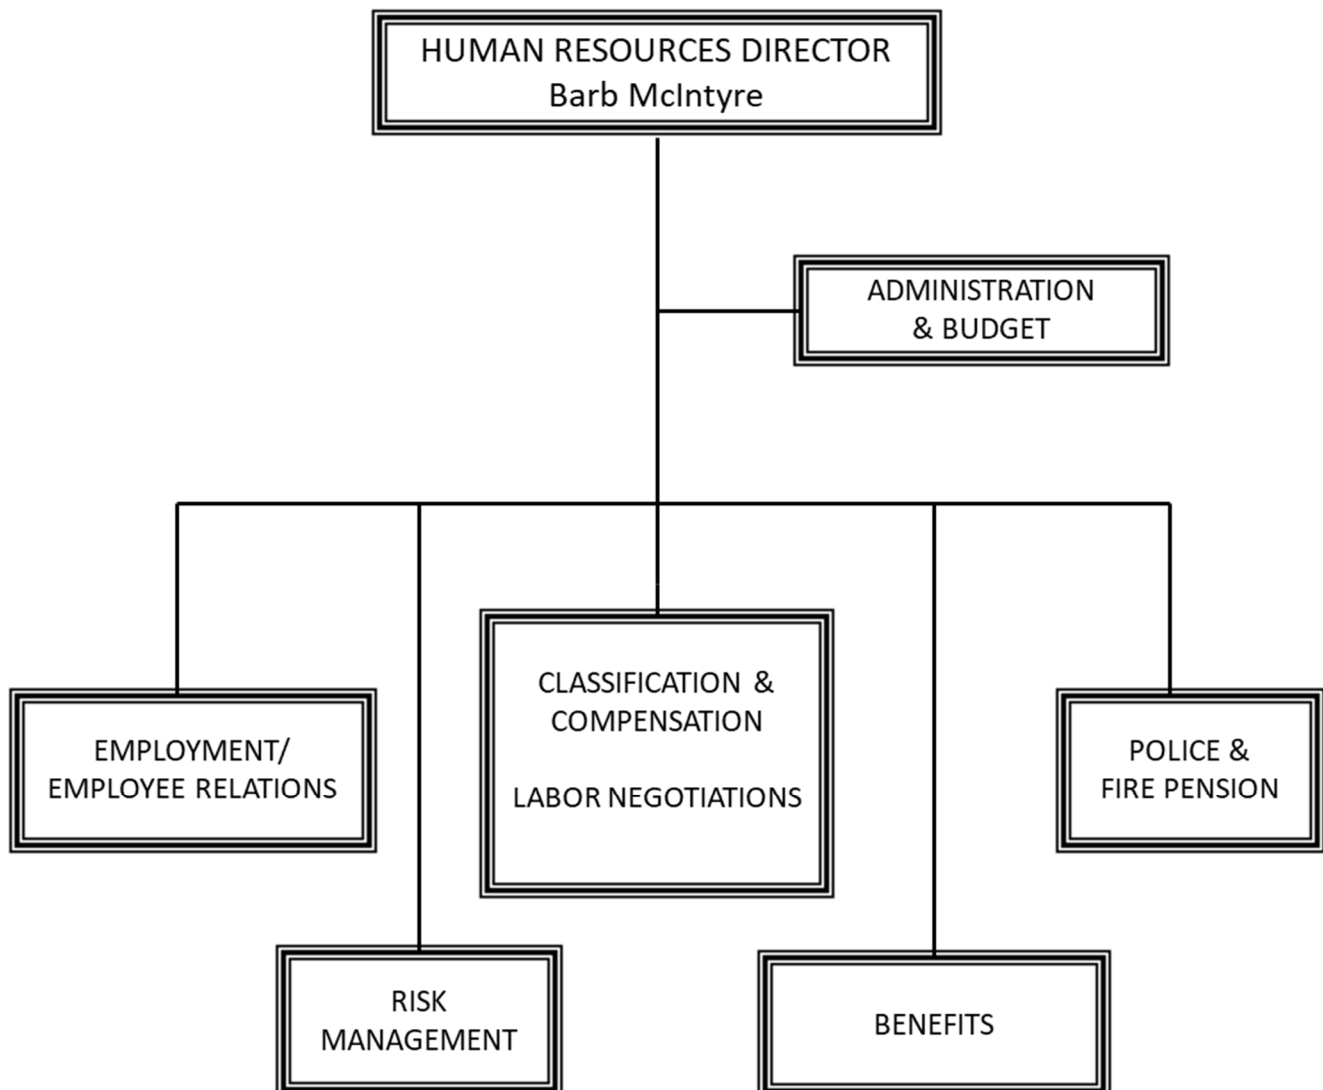 HUMAN RESOURCES DIRECTOR
Barb McIntyre
ADMINISTRATION
& BUDGET
EMPLOYMENT/
EMPLOYEE RELATIONS
CLASSIFICATION &
COMPENSATION
LABOR NEGOTIATIONS
POLICE &
FIRE PENSION
RISK
MANAGEMENT
BENEFITS